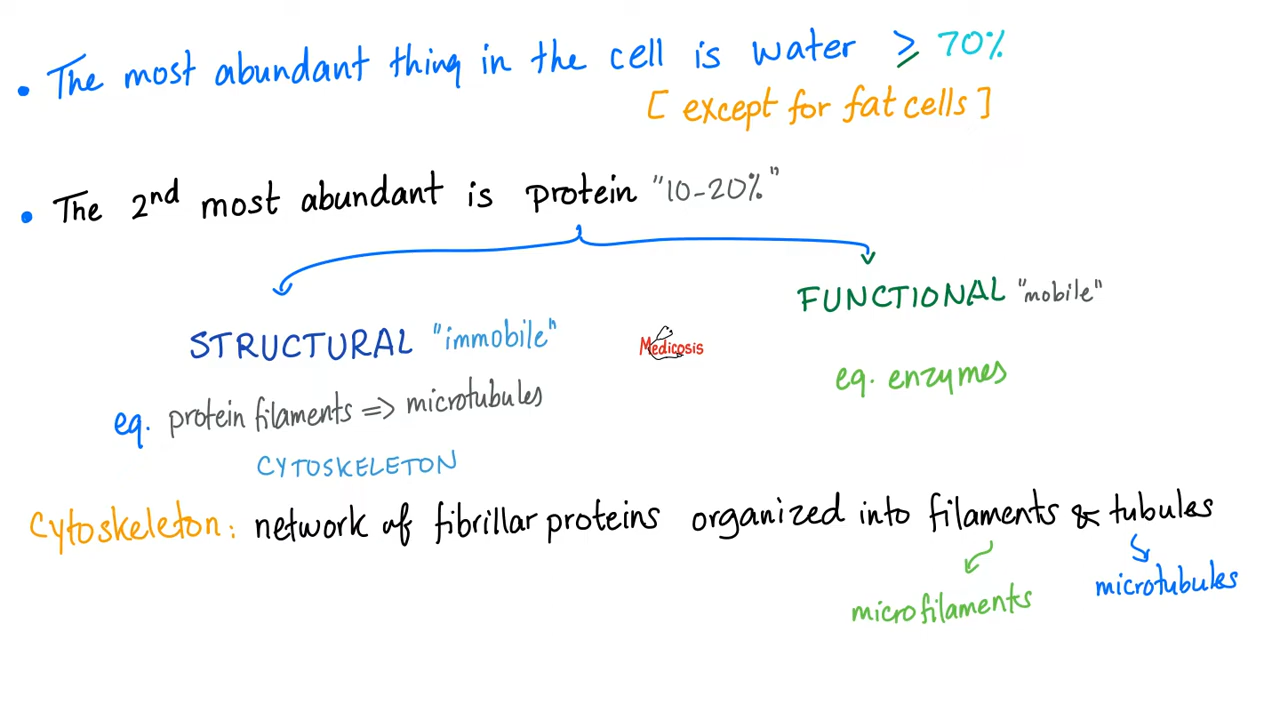 • The most abundant thing in the cell is water ≥ 70%
[ except for fat cells ]
• The 2nd most abundant is protein "10-20%"
STRUCTURAL "immobile"
FUNCTIONAL "mobile"
Medicosis
eg. enzymes
eg. protein filaments => microtubules
CYTOSKELETON
Cytoskeleton: network of fibrillar proteins organized into filaments & tubules
microfilaments
microtubules